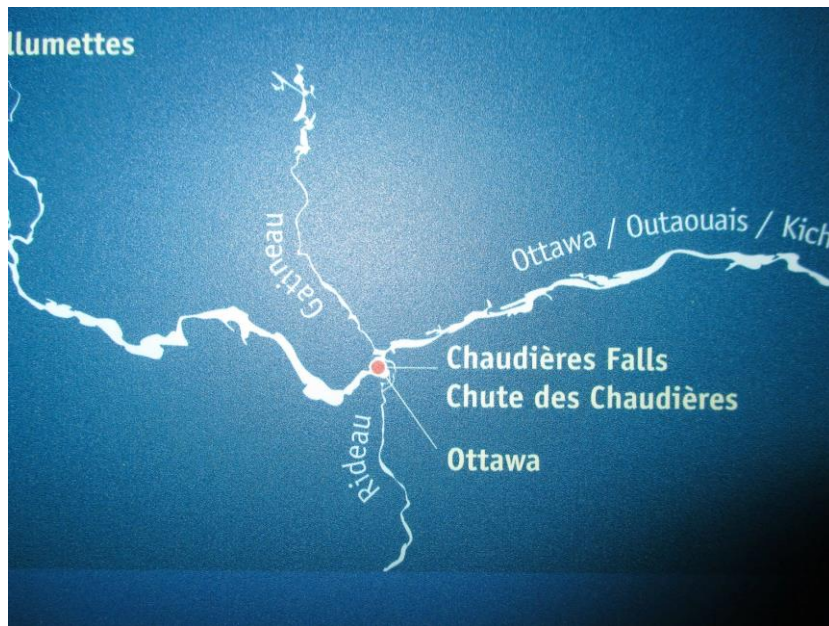 llumettes
Gatineau
Ottawa / Outaouais / Kich
Chaudières Falls
Chute des Chaudières
Ottawa
Rideau